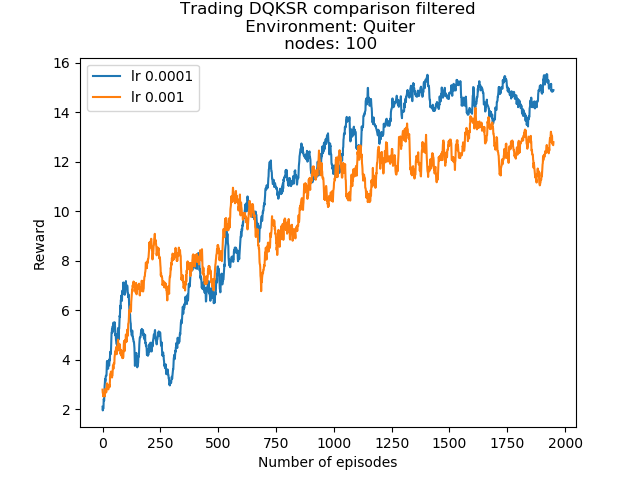 Trading DQKSR comparison filtered
Environment: Quiter
nodes: 100
lr 0.0001
lr 0.001
Reward
16
14
12
10
8
6
4
2
0
250
500
750
1000
1250
1500
1750
2000
Number of episodes